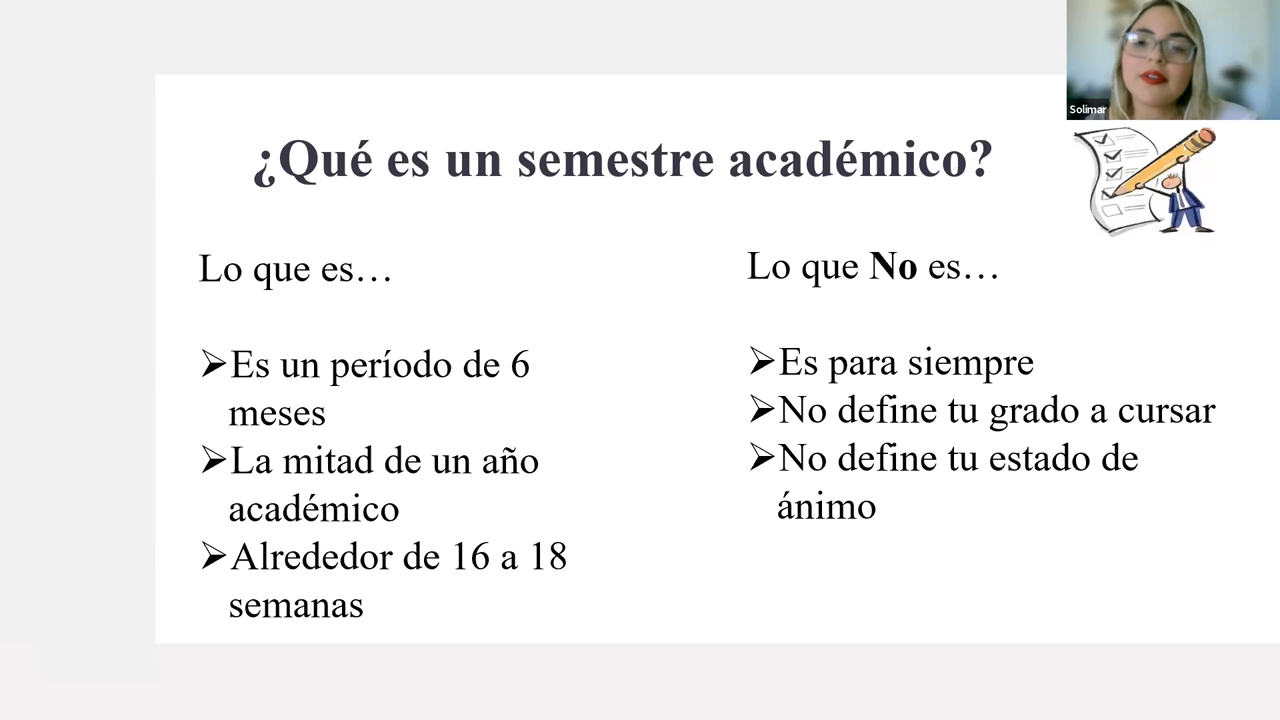 Solimar
¿Qué es un semestre académico?
Lo que es…
➢Es un período de 6
meses
➢La mitad de un año
académico
➢Alrededor de 16 a 18
semanas
Lo que No es…
➢Es para siempre
➢No define tu grado a cursar
➢No define tu estado de
ánimo